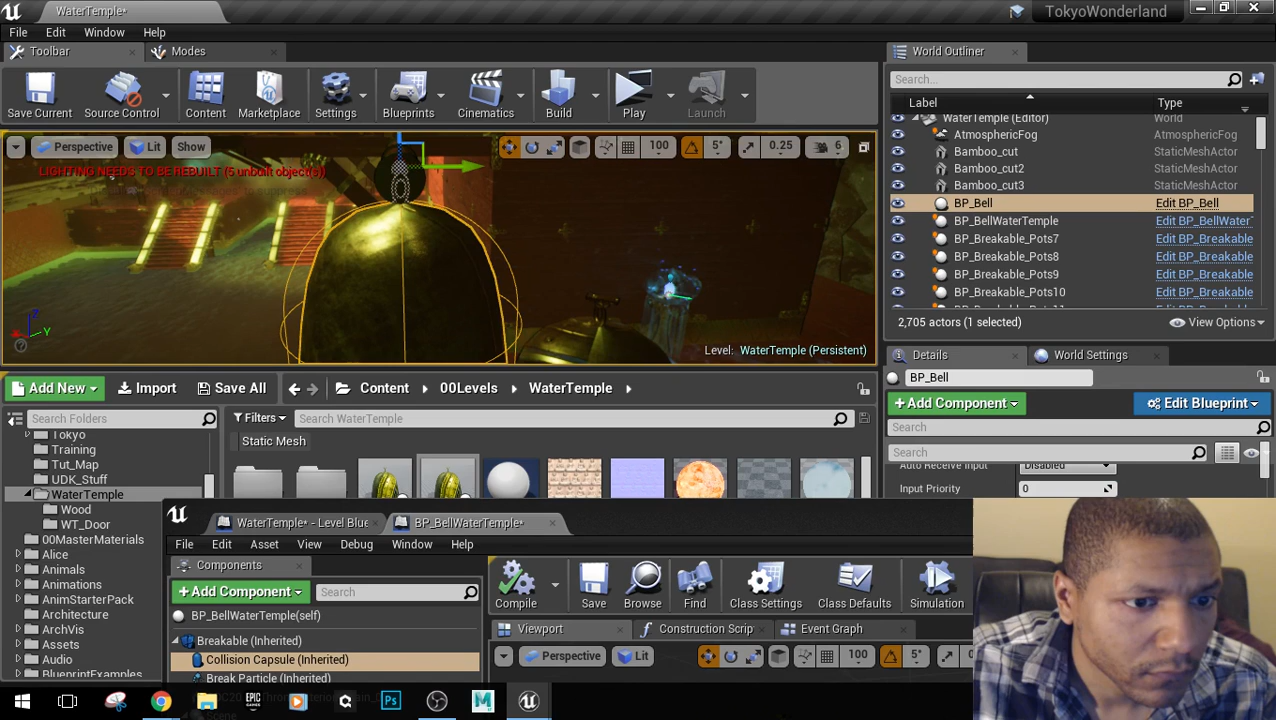 WaterTemple*
TokyoWonderland
File Edit Window Help
Toolbar
Modes
Save Current
Source Control
Content
Marketplace
Settings
Blueprints
Cinematics
Build
Play
Launch
Perspective
Lit
Show
100
5°
0.25
6
LIGHTING NEEDS TO BE REBUILT (5 unbuilt object(s))
Z
Y
Level: WaterTemple (Persistent)
World Outliner
Search...
Label
Type
WaterTemple (Editor) World
AtmosphericFog AtmosphericFog
Bamboo_cut StaticMeshActor
Bamboo_cut2 StaticMeshActor
Bamboo_cut3 StaticMeshActor
BP_Bell Edit BP_Bell
BP_BellWaterTemple Edit BP_BellWater
BP_Breakable_Pots7 Edit BP_Breakable
BP_Breakable_Pots8 Edit BP_Breakable
BP_Breakable_Pots9 Edit BP_Breakable
BP_Breakable_Pots10 Edit BP_Breakable
2,705 actors (1 selected)
View Options
Details
World Settings
BP_Bell
+Add Component
Edit Blueprint
Search
Search
Auto Receive Input Disabled
Input Priority 0
Add New
Import
Save All
Content
00Levels
WaterTemple
Search Folders
Filters
Search WaterTemple
Static Mesh
Tokyo
Training
Tut_Map
UDK_Stuff
WaterTemple
Wood
WT_Door
00MasterMaterials
Alice
Animals
Animations
AnimStarterPack
Architecture
ArchVis
Assets
Audio
BlueprintExamples
WaterTemple* - Level Blue
BP_BellWaterTemple*
File Edit Asset View Debug Window Help
Components
+Add Component
Search
BP_BellWaterTemple(self)
Breakable (Inherited)
Collision Capsule (Inherited)
Break Particle (Inherited)
Compile
Save
Browse
Find
Class Settings
Class Defaults
Simulation
Viewport
Construction Scrip
Event Graph
Perspective
Lit
100
5°
EPIC
GAMES
Ps
M